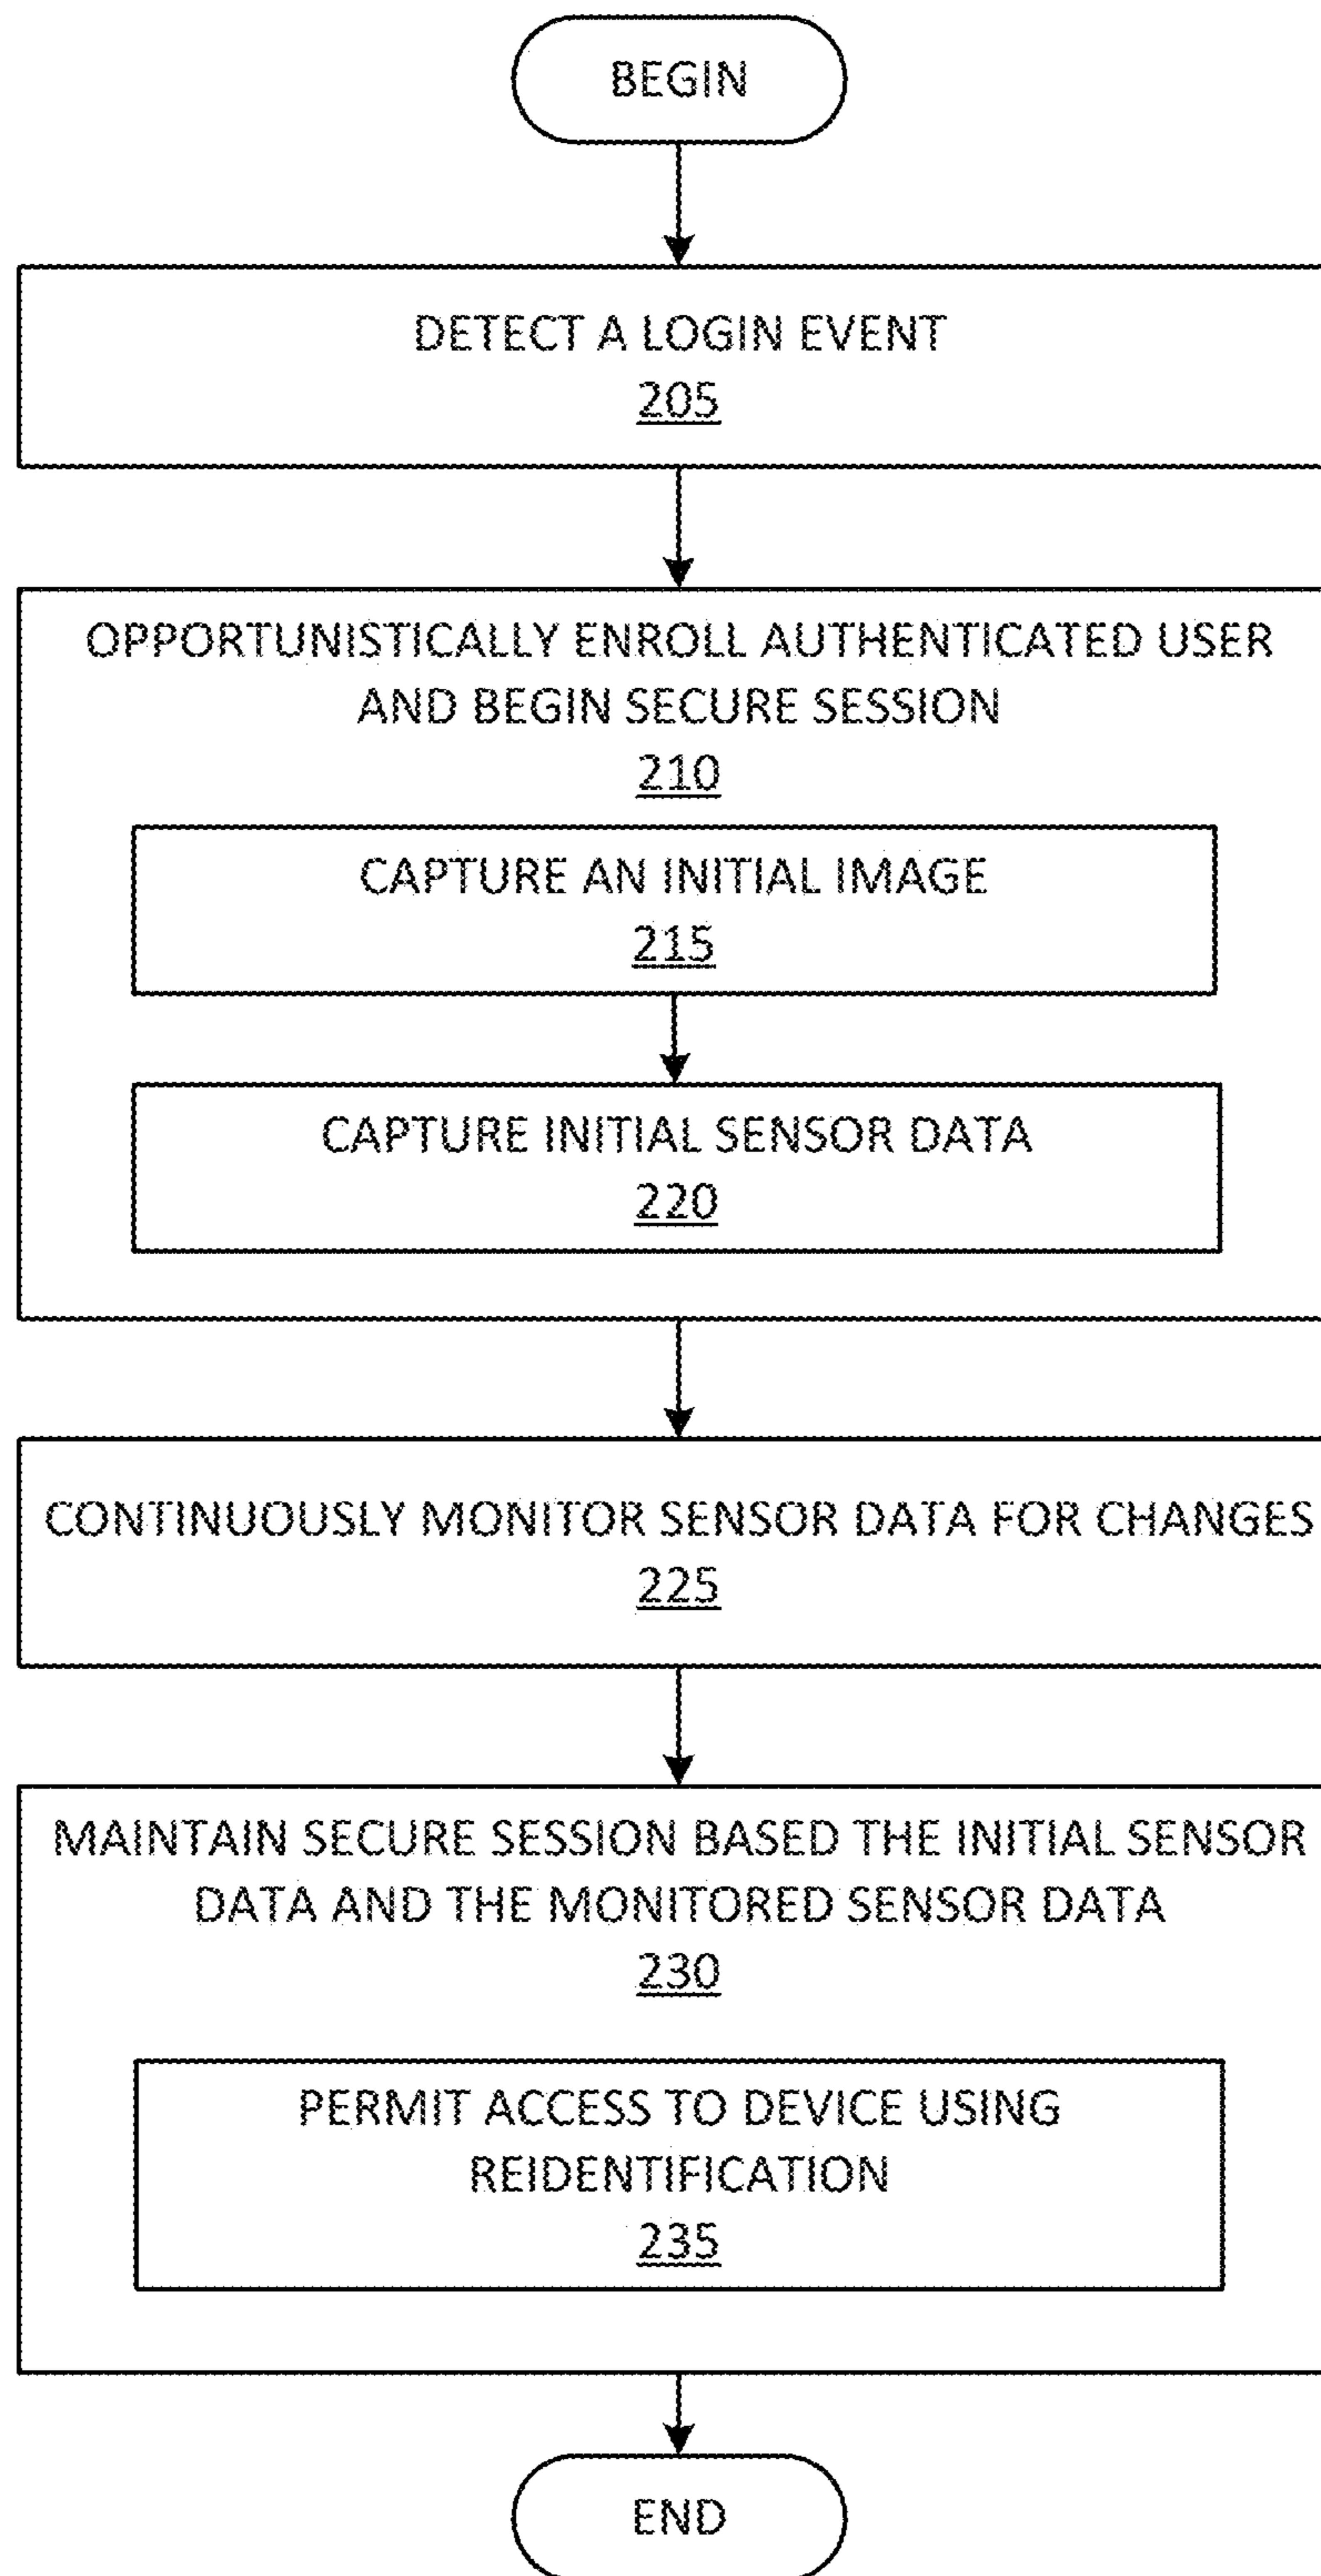 BEGIN
DETECT A LOGIN EVENT
205
OPPORTUNISTICALLY ENROLL AUTHENTICATED USER
AND BEGIN SECURE SESSION
210
CAPTURE AN INITIAL IMAGE
215
CAPTURE INITIAL SENSOR DATA
220
CONTINUOUSLY MONITOR SENSOR DATA FOR CHANGES
225
MAINTAIN SECURE SESSION BASED THE INITIAL SENSOR
DATA AND THE MONITORED SENSOR DATA
230
PERMIT ACCESS TO DEVICE USING
REIDENTIFICATION
235
END